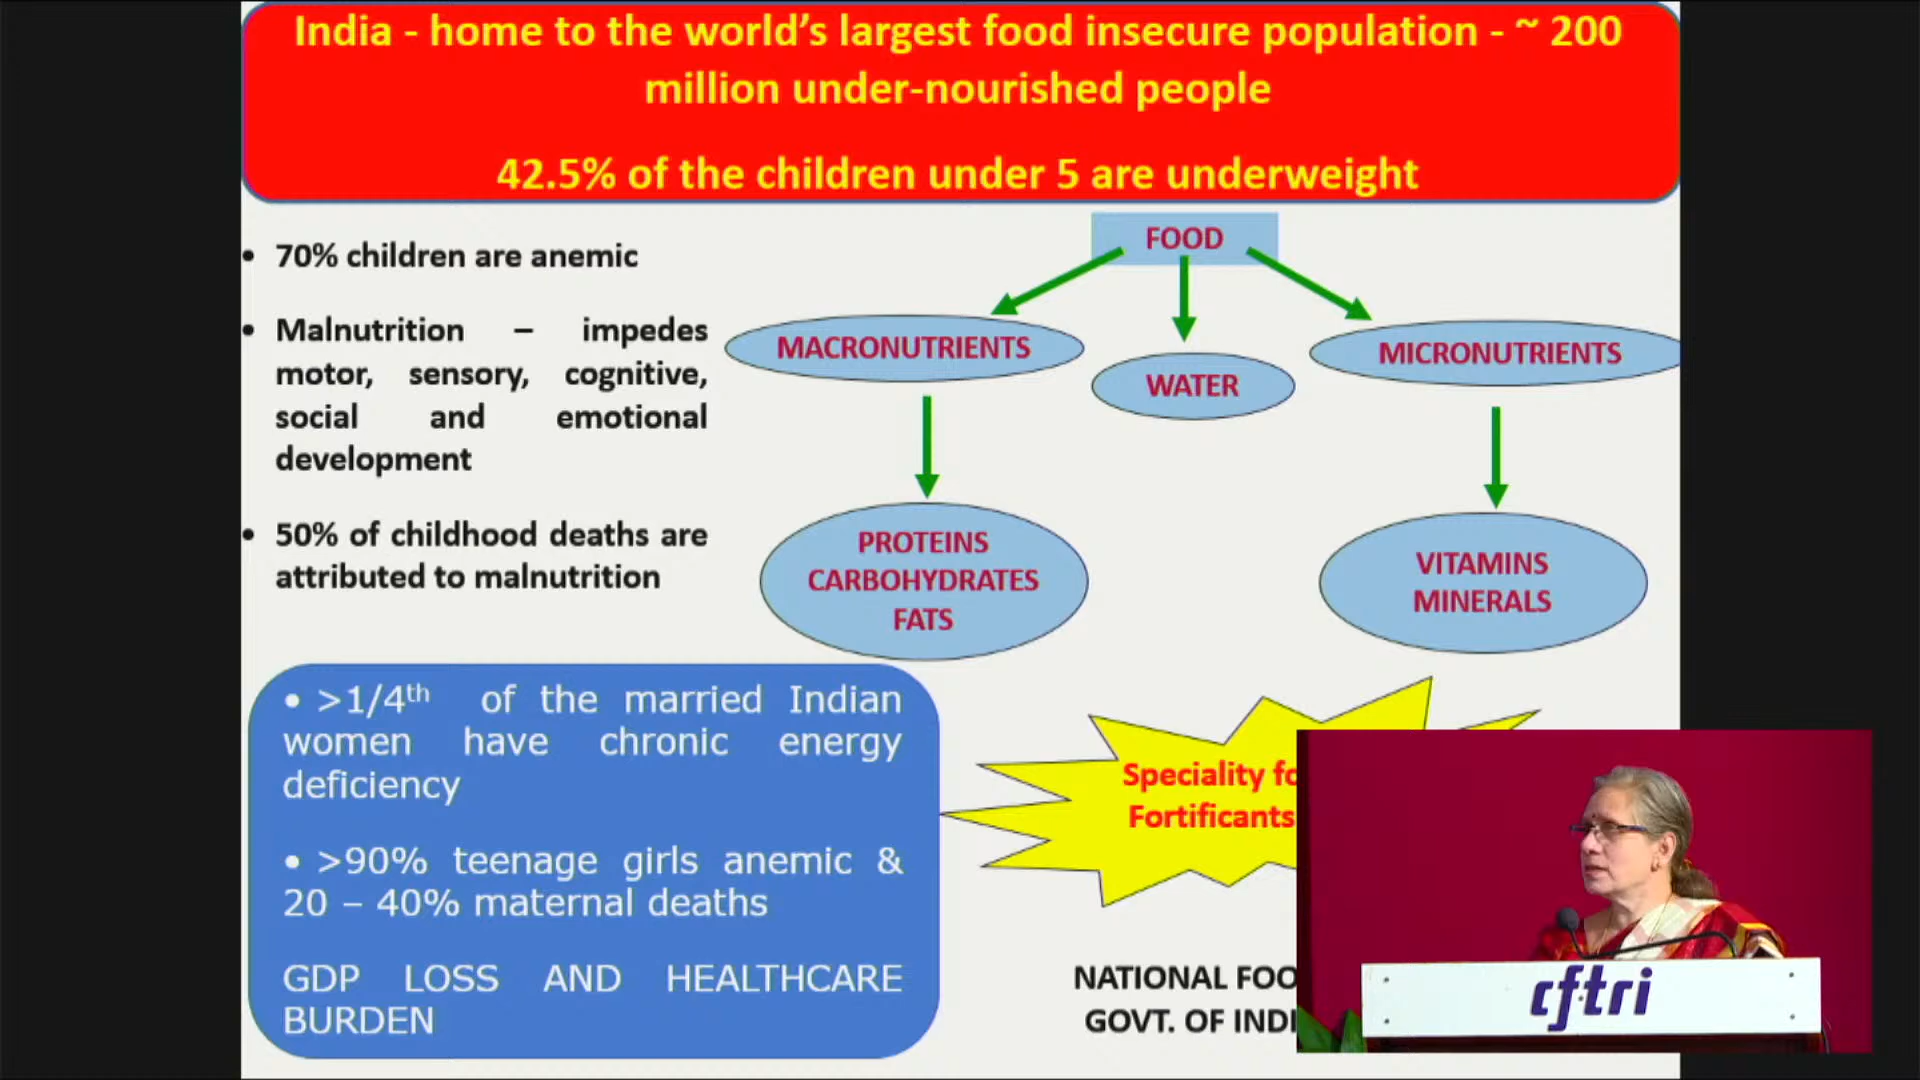 India - home to the world’s largest food insecure population - ~ 200
million under-nourished people
42.5% of the children under 5 are underweight
• 70% children are anemic
• Malnutrition – impedes
motor, sensory, cognitive,
social and emotional
development
• 50% of childhood deaths are
attributed to malnutrition
FOOD
MACRONUTRIENTS
WATER
MICRONUTRIENTS
PROTEINS
CARBOHYDRATES
FATS
VITAMINS
MINERALS
• >1/4th of the married Indian
women have chronic energy
deficiency
• >90% teenage girls anemic &
20 – 40% maternal deaths
GDP LOSS AND HEALTHCARE
BURDEN
Speciality
Fortificants
NATIONAL
GOVT. OF
cftri